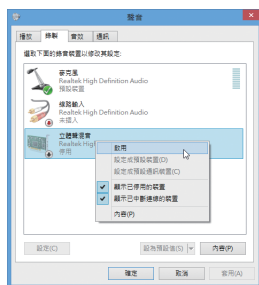 聲音
播放 錄製 音效 通訊
選取下面的錄音裝置以修改其設定:
麥克風
Realtek High Definition Audio
預設裝置
線路輸入
Realtek High Definition Audio
未插入
立體聲混音
Realtek High
停用
啟用
設定成預設裝置(D)
設定成預設通訊裝置(C)
顯示已停用的裝置
顯示已中斷連線的裝置
內容(P)
設定(C) 設為預設值(S) 內容(P)
確定 取消 套用(A)